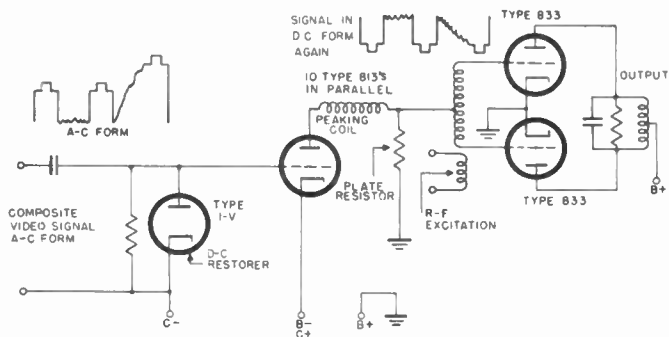 SIGNAL IN
D.C. FORM
AGAIN
TYPE 833
10 TYPE 813'S
IN PARALLEL
PEAKING
COIL
OUTPUT
A-C FORM
PLATE
RESISTOR
R-F
EXCITATION
TYPE 833
B+
COMPOSITE
VIDEO SIGNAL
A-C FORM
TYPE
1-V
D-C
RESTORER
C-
B-
C+
B+